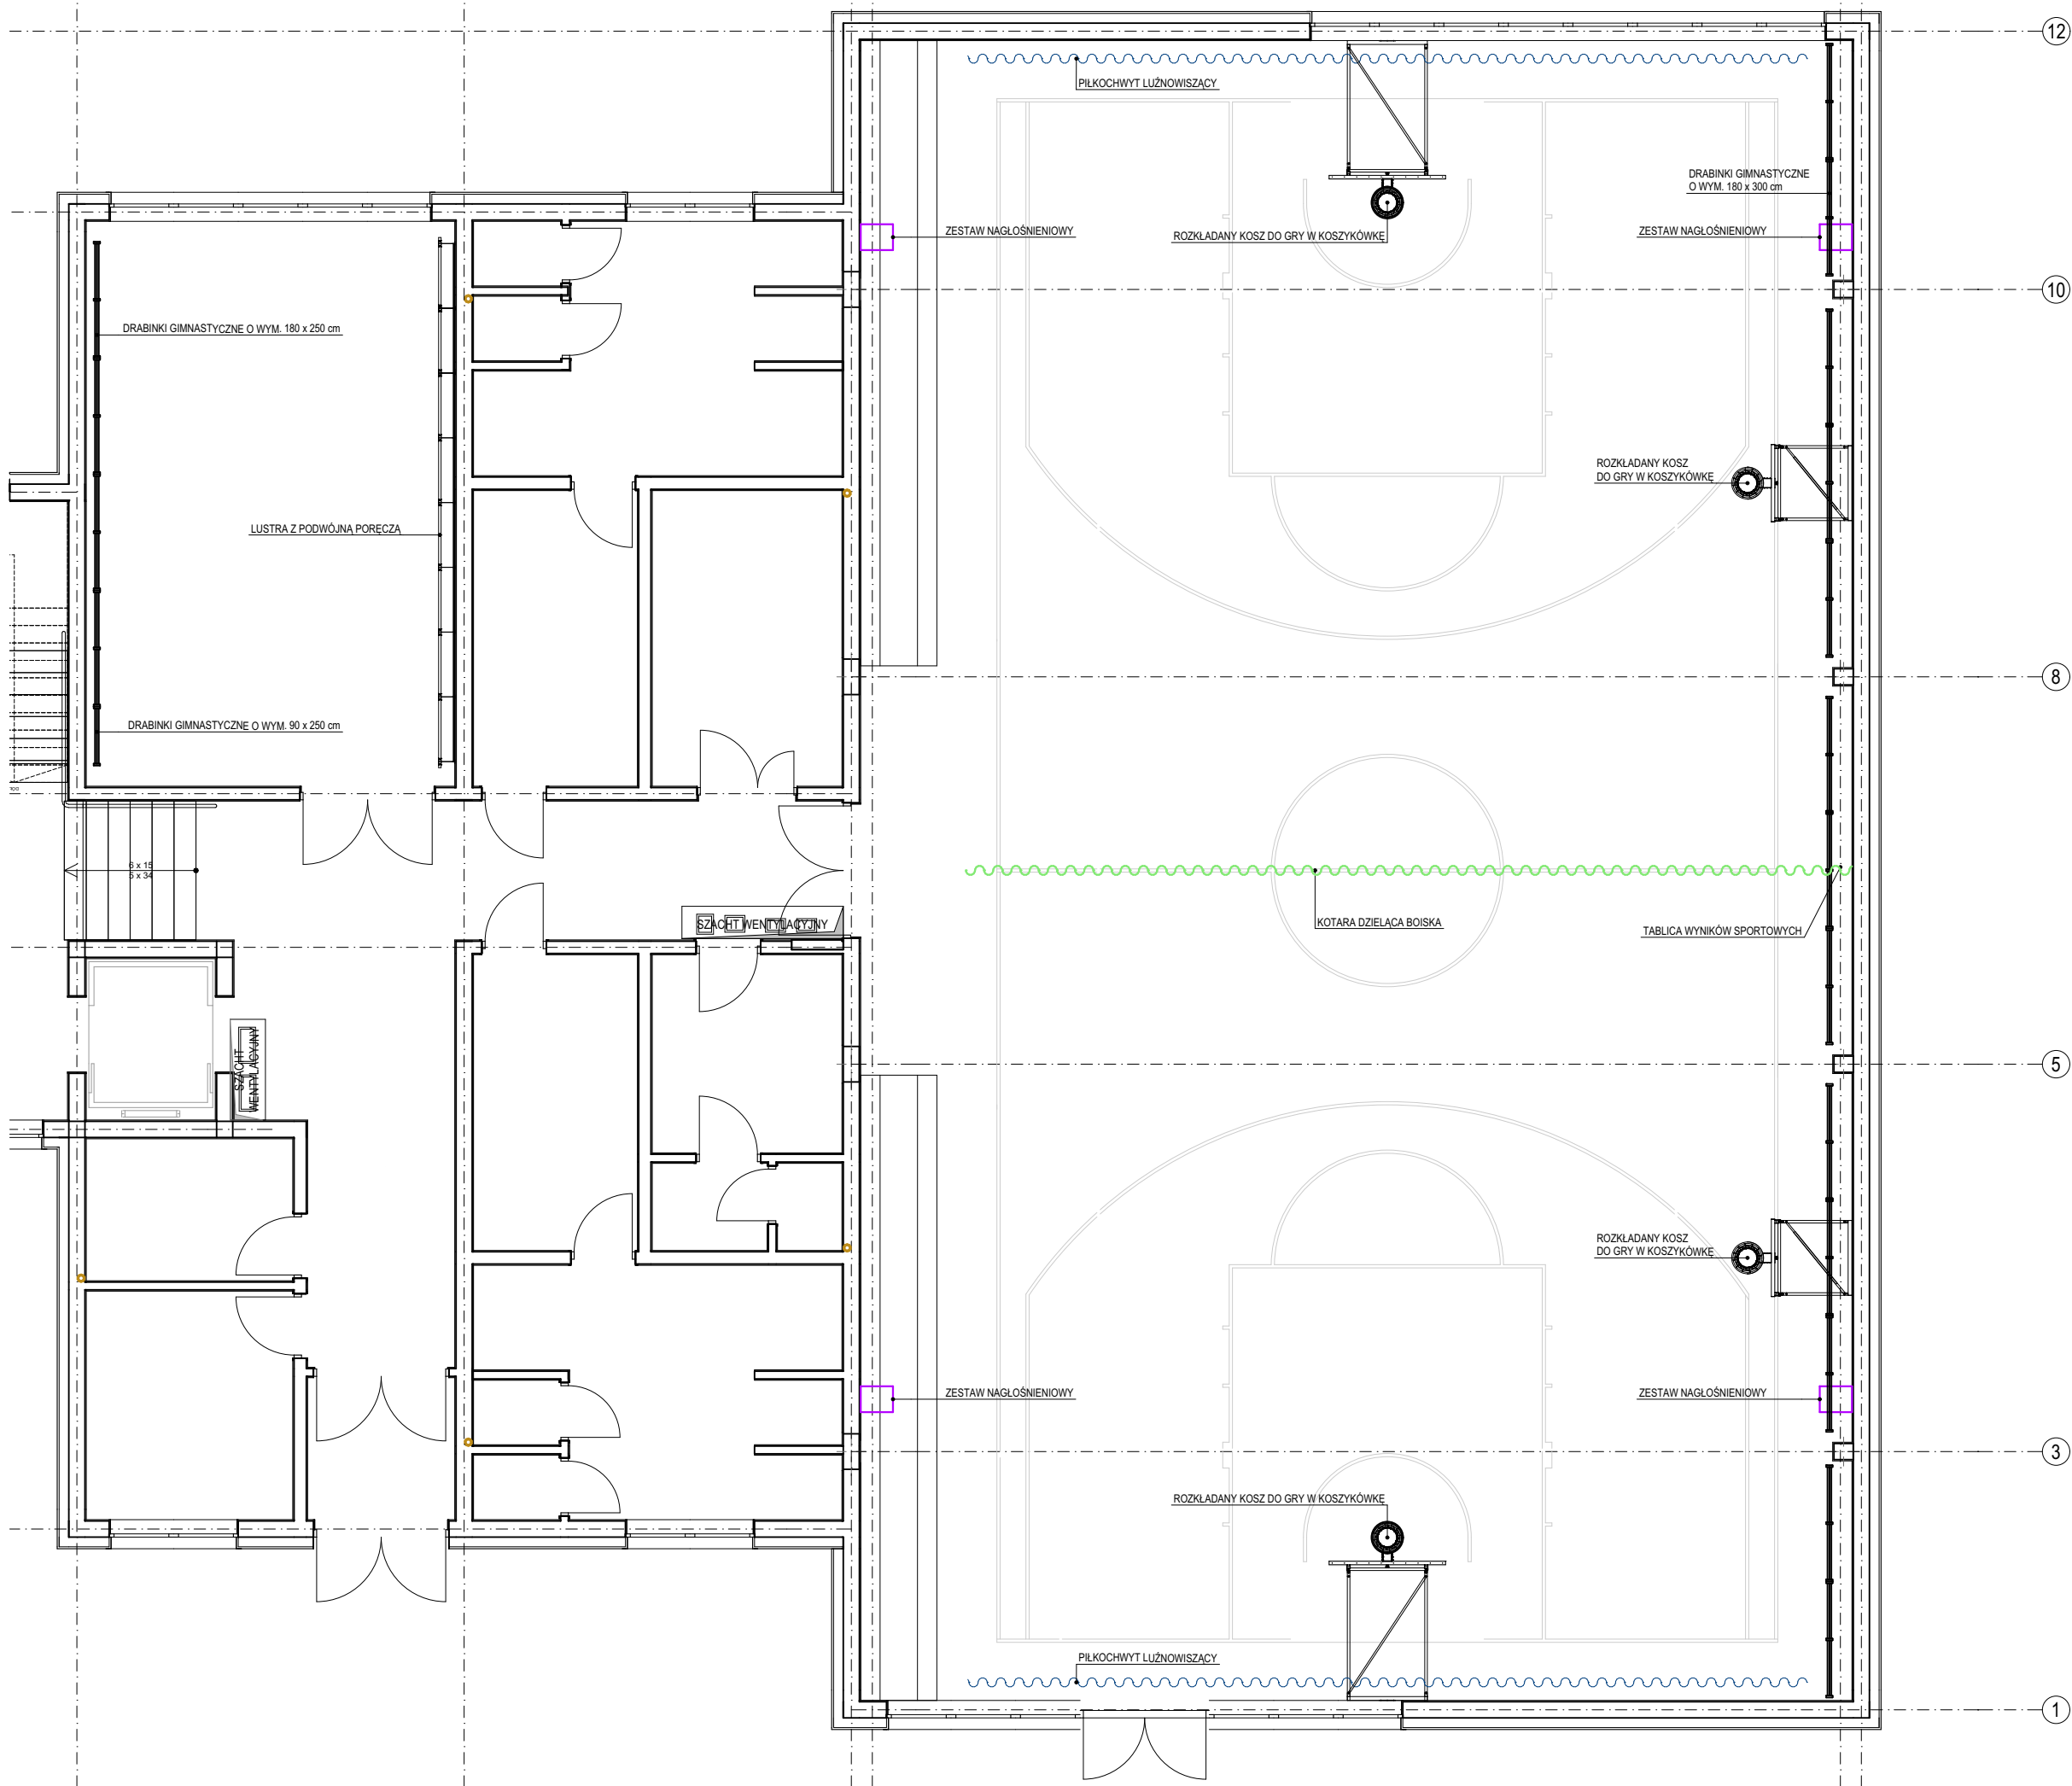 12
PIŁKOCHWYT LUŹNOWISZĄCY
DRABINKI GIMNASTYCZNE
O WYM. 180 x 300 cm
ZESTAW NAGŁOŚNIENIOWY
ROZKŁADANY KOSZ DO GRY W KOSZYKÓWKĘ
ZESTAW NAGŁOŚNIENIOWY
10
DRABINKI GIMNASTYCZNE O WYM. 180 x 250 cm
ROZKŁADANY KOSZ
DO GRY W KOSZYKÓWKĘ
LUSTRA Z PODWÓJNĄ PORĘCZĄ
8
DRABINKI GIMNASTYCZNE O WYM. 90 x 250 cm
6 x 15
5 x 34
SZACHT WENTYLACYJNY
KOTARA DZIELĄCA BOISKA
TABLICA WYNIKÓW SPORTOWYCH
SZACHT
WENTYLACYJNY
5
ROZKŁADANY KOSZ
DO GRY W KOSZYKÓWKĘ
ZESTAW NAGŁOŚNIENIOWY
ZESTAW NAGŁOŚNIENIOWY
3
ROZKŁADANY KOSZ DO GRY W KOSZYKÓWKĘ
PIŁKOCHWYT LUŹNOWISZĄCY
1